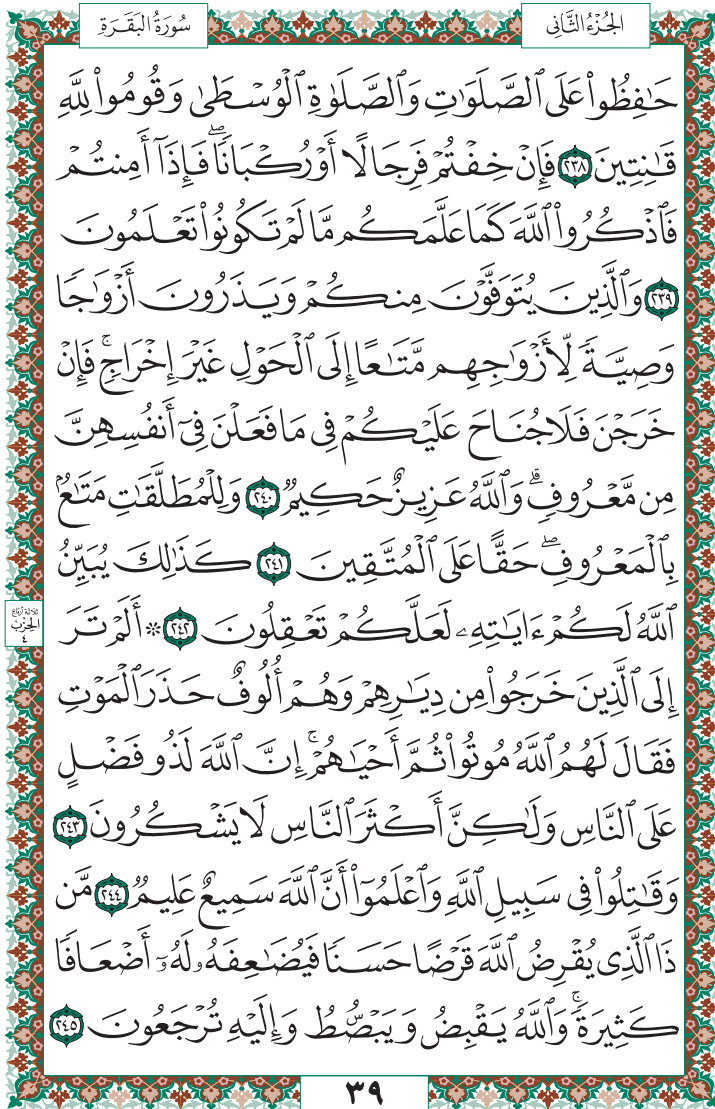 الجُزْءُ الثَّانِى
سُورَةُ البَقَرَةِ
حَـٰفِظُوا۟ عَلَى ٱلصَّلَوَٰتِ وَٱلصَّلَوٰةِ ٱلْوُسْطَىٰ وَقُومُوا۟ لِلَّهِ
قَـٰنِتِينَ ٢٣٨ فَإِنْ خِفْتُمْ فَرِجَالًا أَوْ رُكْبَانًا ۖ فَإِذَآ أَمِنتُمْ
فَٱذْكُرُوا۟ ٱللَّهَ كَمَا عَلَّمَكُم مَّا لَمْ تَكُونُوا۟ تَعْلَمُونَ
٢٣٩ وَٱلَّذِينَ يُتَوَفَّوْنَ مِنكُمْ وَيَذَرُونَ أَزْوَٰجًا
وَصِيَّةً لِّأَزْوَٰجِهِم مَّتَـٰعًا إِلَى ٱلْحَوْلِ غَيْرَ إِخْرَاجٍ ۚ فَإِنْ
خَرَجْنَ فَلَا جُنَاحَ عَلَيْكُمْ فِى مَا فَعَلْنَ فِىٓ أَنفُسِهِنَّ
مِن مَّعْرُوفٍ ۗ وَٱللَّهُ عَزِيزٌ حَكِيمٌ ٢٤٠ وَلِلْمُطَلَّقَـٰتِ مَتَـٰعٌۢ
بِٱلْمَعْرُوفِ ۖ حَقًّا عَلَى ٱلْمُتَّقِينَ ٢٤١ كَذَٰلِكَ يُبَيِّنُ
ٱللَّهُ لَكُمْ ءَايَـٰتِهِۦ لَعَلَّكُمْ تَعْقِلُونَ ٢٤٢ * أَلَمْ تَرَ
ثلاثة أرباع
الحِزْب
٤
إِلَى ٱلَّذِينَ خَرَجُوا۟ مِن دِيَـٰرِهِمْ وَهُمْ أُلُوفٌ حَذَرَ ٱلْمَوْتِ
فَقَالَ لَهُمُ ٱللَّهُ مُوتُوا۟ ثُمَّ أَحْيَـٰهُمْ ۚ إِنَّ ٱللَّهَ لَذُو فَضْلٍ
عَلَى ٱلنَّاسِ وَلَـٰكِنَّ أَكْثَرَ ٱلنَّاسِ لَا يَشْكُرُونَ ٢٤٣
وَقَـٰتِلُوا۟ فِى سَبِيلِ ٱللَّهِ وَٱعْلَمُوٓا۟ أَنَّ ٱللَّهَ سَمِيعٌ عَلِيمٌ ٢٤٤ مَّن
ذَا ٱلَّذِى يُقْرِضُ ٱللَّهَ قَرْضًا حَسَنًا فَيُضَـٰعِفَهُۥ لَهُۥٓ أَضْعَافًا
كَثِيرَةً ۚ وَٱللَّهُ يَقْبِضُ وَيَبْصُۜطُ وَإِلَيْهِ تُرْجَعُونَ ٢٤٥
٣٩